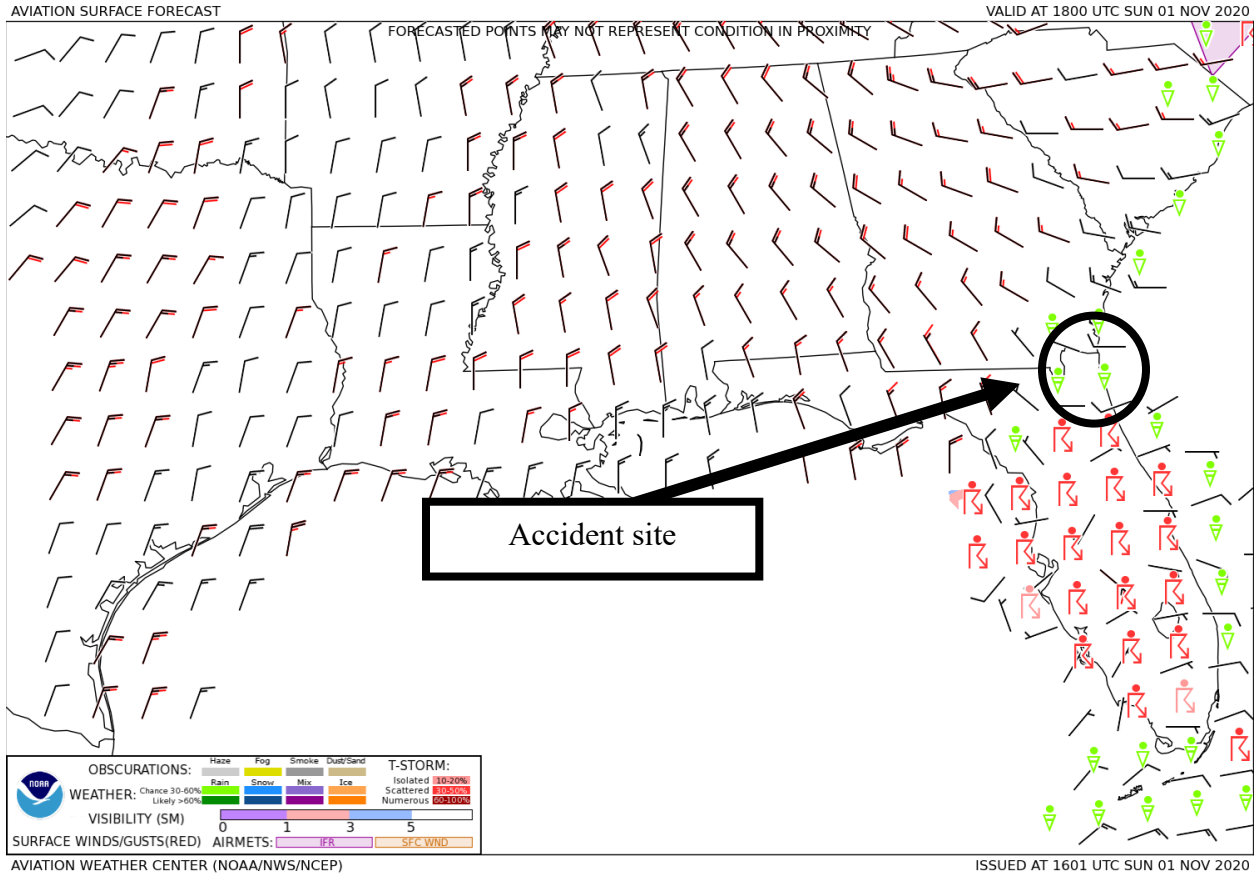 AVIATION SURFACE FORECAST
VALID AT 1800 UTC SUN 01 NOV 2020
FORECASTED POINTS MAY NOT REPRESENT CONDITION IN PROXIMITY
Accident site
NOAA
OBSCURATIONS:
Haze Fog Smoke Dust/Sand
T-STORM:
WEATHER:
Rain Snow Mix Ice
Chance 30-60%
Likely >60%
Isolated 10-20%
Scattered 30-50%
Numerous 60-100%
VISIBILITY (SM)
0 1 3 5
SURFACE WINDS/GUSTS(RED) AIRMETS: IFR SFC WND
AVIATION WEATHER CENTER (NOAA/NWS/NCEP)
ISSUED AT 1601 UTC SUN 01 NOV 2020